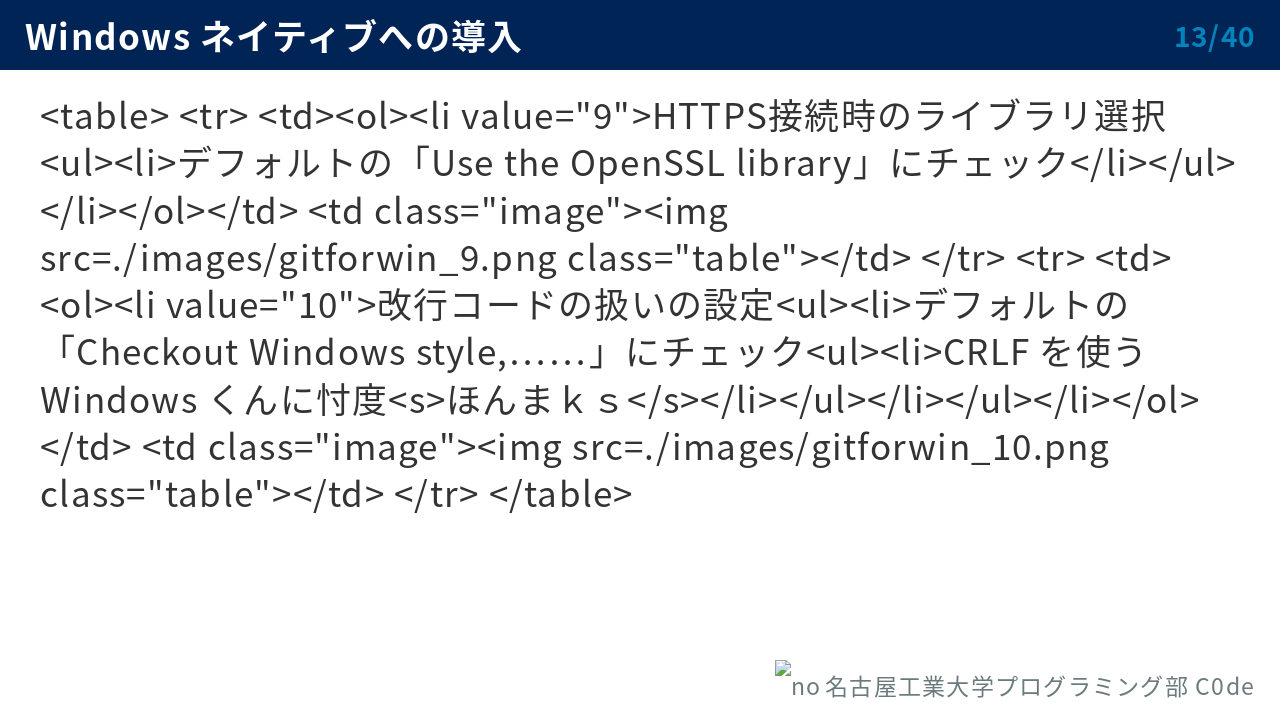 Windows ネイティブへの導入
13/40
<table> <tr> <td><ol><li value="9">HTTPS接続時のライブラリ選択
<ul><li>デフォルトの「Use the OpenSSL library」にチェック</li></ul>
</li></ol></td> <td class="image"><img
src=./images/gitforwin_9.png class="table"></td> </tr> <tr> <td>
<ol><li value="10">改行コードの扱いの設定<ul><li>デフォルトの
「Checkout Windows style,……」にチェック<ul><li>CRLF を使う
Windows くんに忖度<s>ほんまｋｓ</s></li></ul></li></ul></li></ol>
</td> <td class="image"><img src=./images/gitforwin_10.png
class="table"></td> </tr> </table>
no 名古屋工業大学プログラミング部 C0de